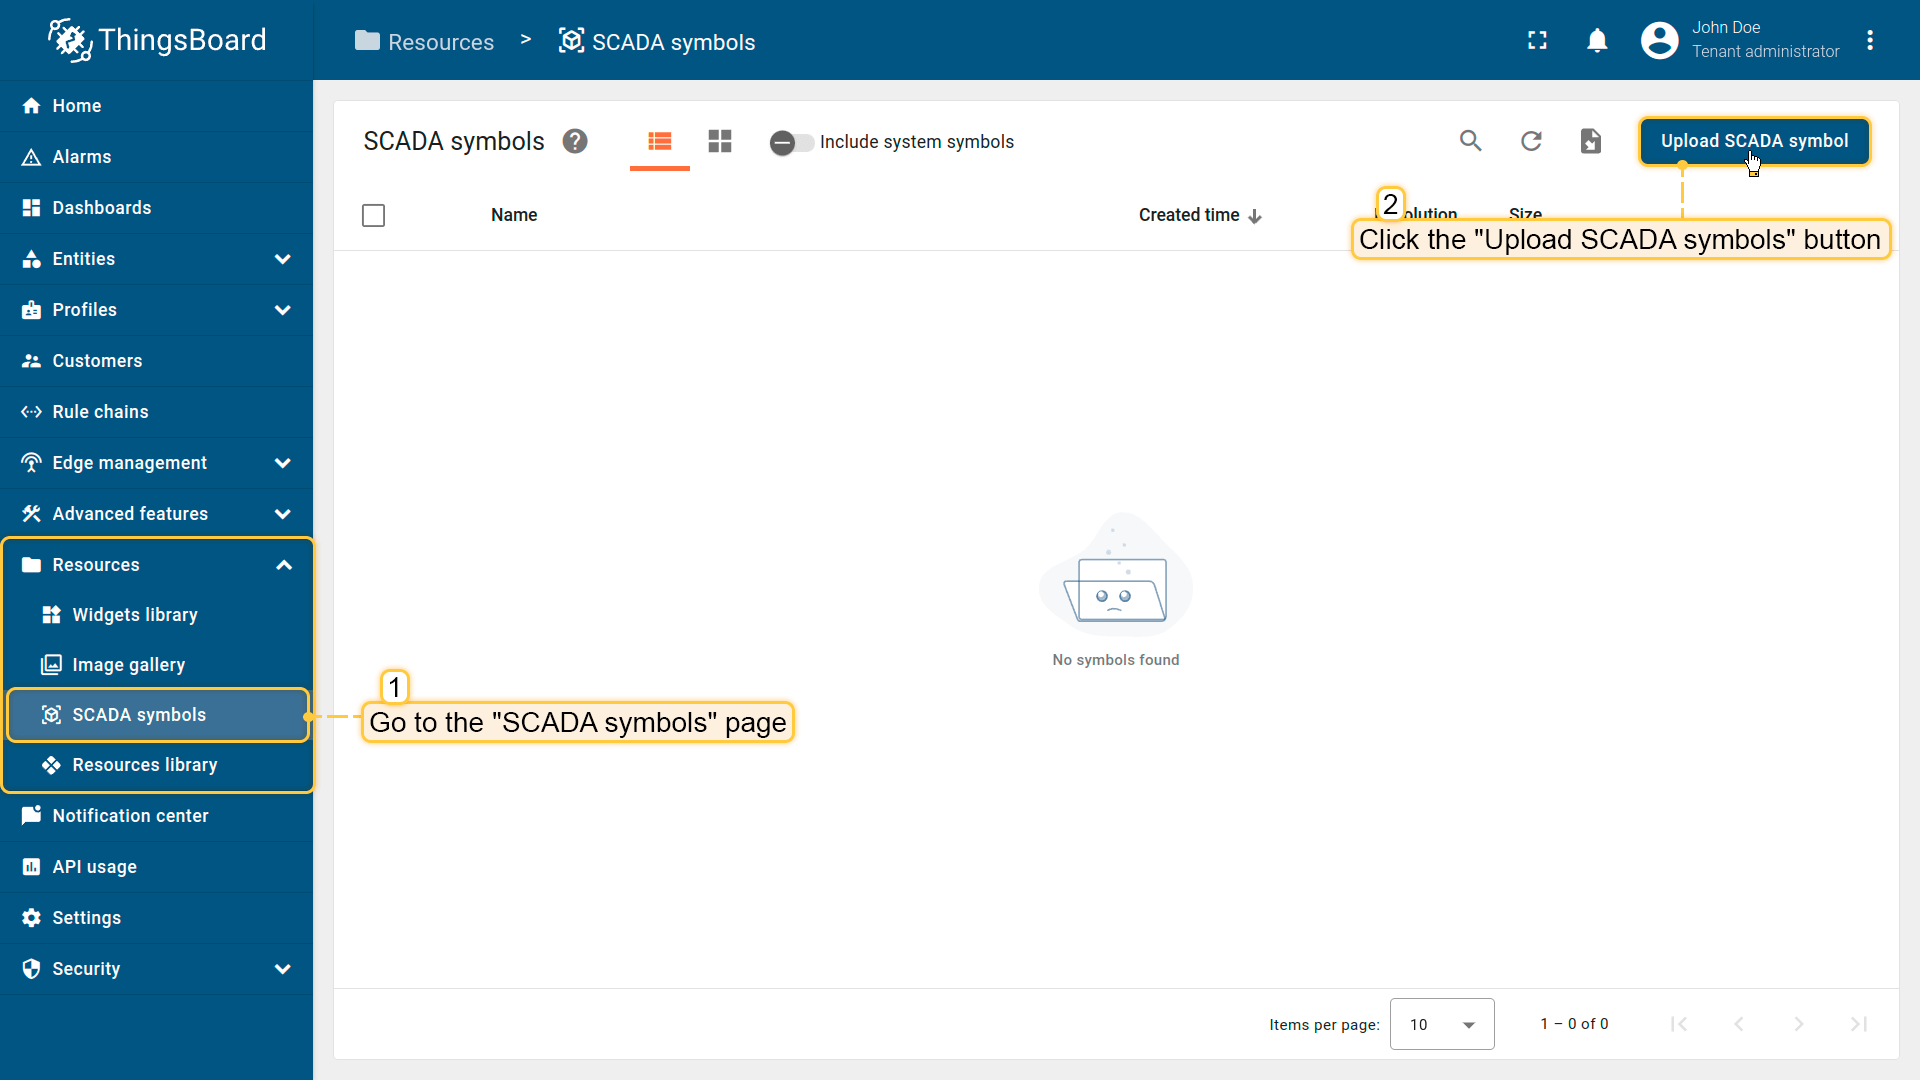 ThingsBoard
Resources > SCADA symbols
John Doe
Tenant administrator
Home
Alarms
Dashboards
Entities
Profiles
Customers
Rule chains
Edge management
Advanced features
Resources
Widgets library
Image gallery
SCADA symbols
Resources library
Notification center
API usage
Settings
Security
SCADA symbols ?
Include system symbols
Upload SCADA symbol
Name
Created time
Size
2
Click the "Upload SCADA symbols" button
No symbols found
1
Go to the "SCADA symbols" page
Items per page: 10
1 – 0 of 0